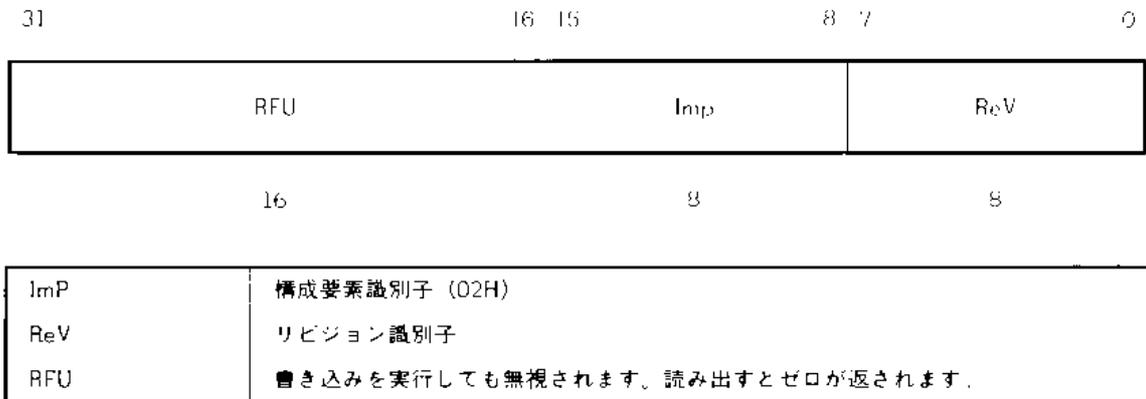 31 16 15 8 7 0
RFU Imp ReV
16 8 8
ImP 構成要素識別子 (02H)
ReV リビジョン識別子
RFU 書き込みを実行しても無視されます。読み出すとゼロが返されます.